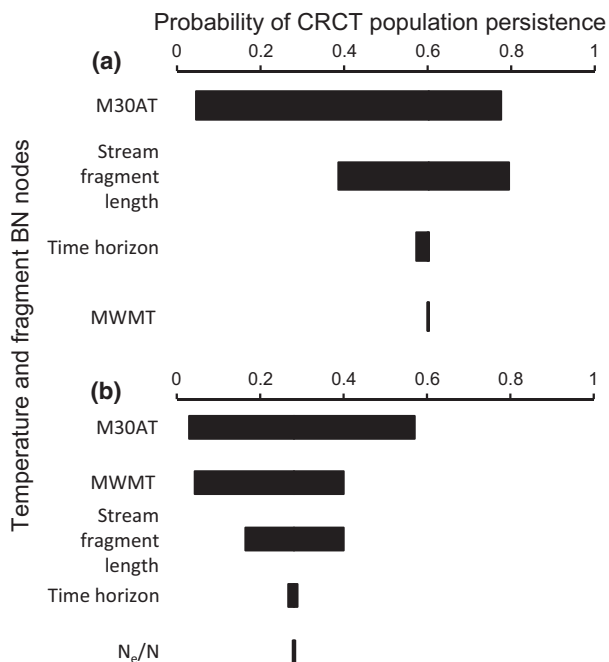 Probability of CRCT population persistence
(a)
0 0.2 0.4 0.6 0.8 1
M30AT
Stream
fragment
length
Time horizon
MWMT
Temperature and fragment BN nodes
(b)
0 0.2 0.4 0.6 0.8 1
M30AT
MWMT
Stream
fragment
length
Time horizon
Ne/N